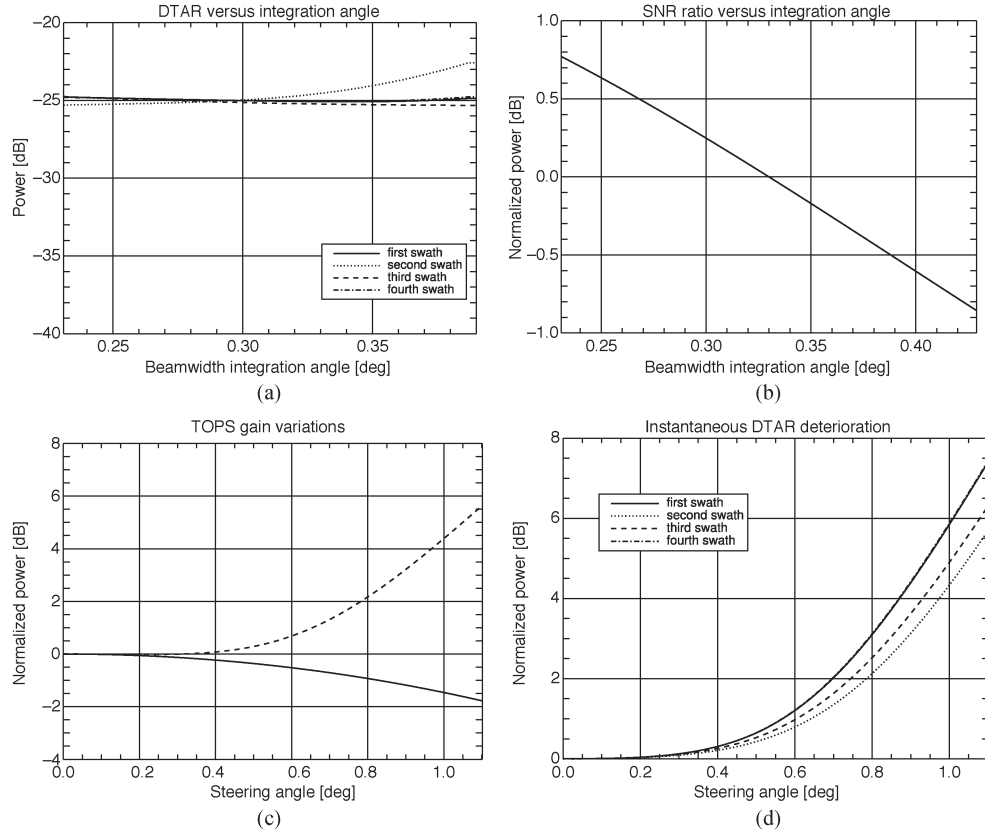 DTAR versus integration angle
Power [dB]
−20
−25
−30
−35
−40
first swath
second swath
third swath
fourth swath
0.25 0.30 0.35
Beamwidth integration angle [deg]
(a)
SNR ratio versus integration angle
Normalized power [dB]
1.0
0.5
0.0
−0.5
−1.0
0.25 0.30 0.35 0.40
Beamwidth integration angle [deg]
(b)
TOPS gain variations
Normalized power [dB]
8
6
4
2
0
−2
−4
0.0 0.2 0.4 0.6 0.8 1.0
Steering angle [deg]
(c)
Instantaneous DTAR deterioration
Normalized power [dB]
8
6
4
2
0
first swath
second swath
third swath
fourth swath
0.0 0.2 0.4 0.6 0.8 1.0
Steering angle [deg]
(d)